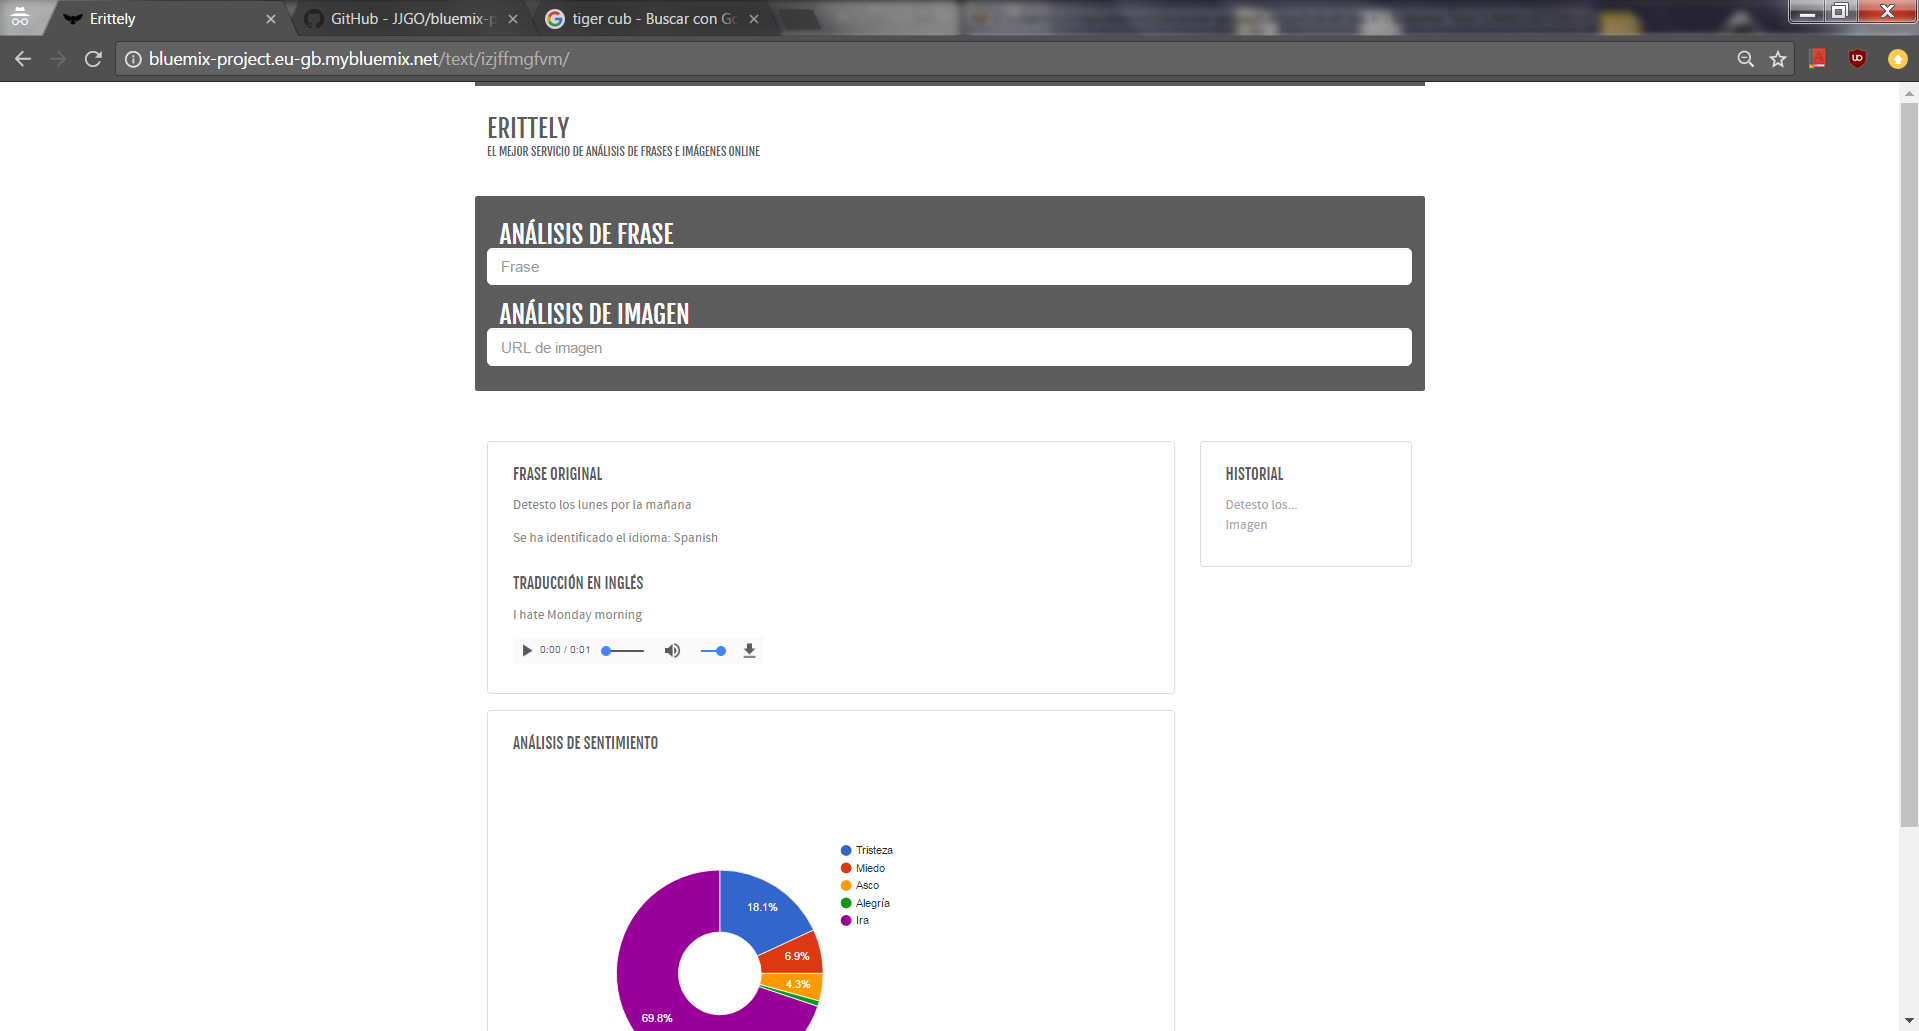 Erittely
GitHub - JJGO/bluemix-p
tiger cub - Buscar con Go
bluemix-project.eu-gb.mybluemix.net/text/izjffmgfvm/
ERITTELY
EL MEJOR SERVICIO DE ANÁLISIS DE FRASES E IMÁGENES ONLINE
ANÁLISIS DE FRASE
Frase
ANÁLISIS DE IMAGEN
URL de imagen
FRASE ORIGINAL
Detesto los lunes por la mañana
Se ha identificado el idioma: Spanish
TRADUCCIÓN EN INGLÉS
I hate Monday morning
0:00 / 0:01
HISTORIAL
Detesto los...
Imagen
ANÁLISIS DE SENTIMIENTO
Tristeza
Miedo
Asco
Alegría
Ira
18.1%
6.9%
4.3%
69.8%